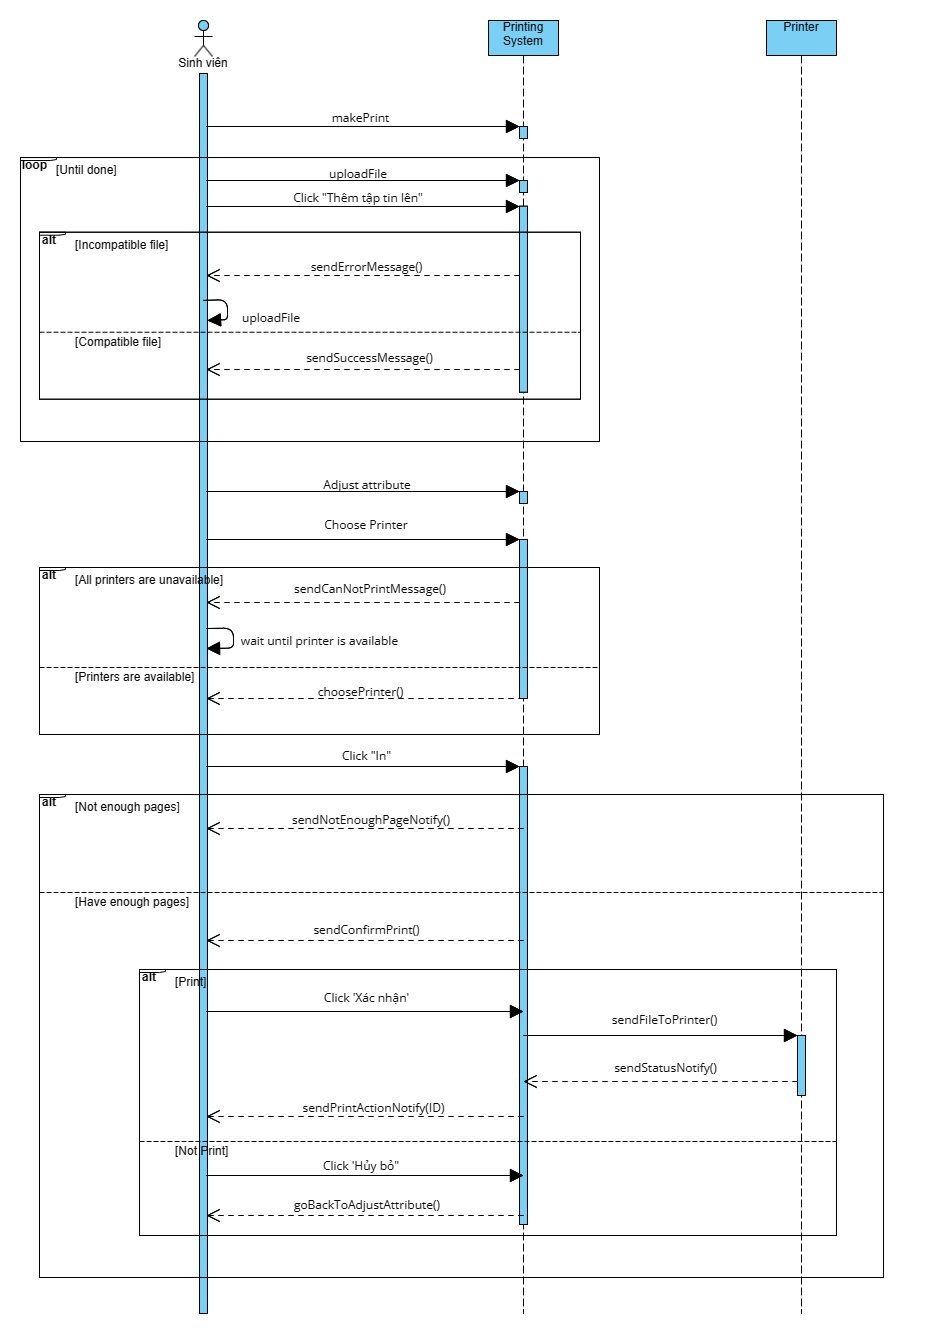 Sinh viên
Printing
System
Printer
makePrint
loop
[Until done]
uploadFile
Click "Thêm tập tin lên"
alt
[Incompatible file]
sendErrorMessage()
uploadFile
[Compatible file]
sendSuccessMessage()
Adjust attribute
Choose Printer
alt
[All printers are unavailable]
sendCanNotPrintMessage()
wait until printer is available
[Printers are available]
choosePrinter()
Click "In"
alt
[Not enough pages]
sendNotEnoughPageNotify()
[Have enough pages]
sendConfirmPrint()
alt
[Print]
Click 'Xác nhận'
sendFileToPrinter()
sendStatusNotify()
sendPrintActionNotify(ID)
[Not Print]
Click 'Hủy bỏ"
goBackToAdjustAttribute()